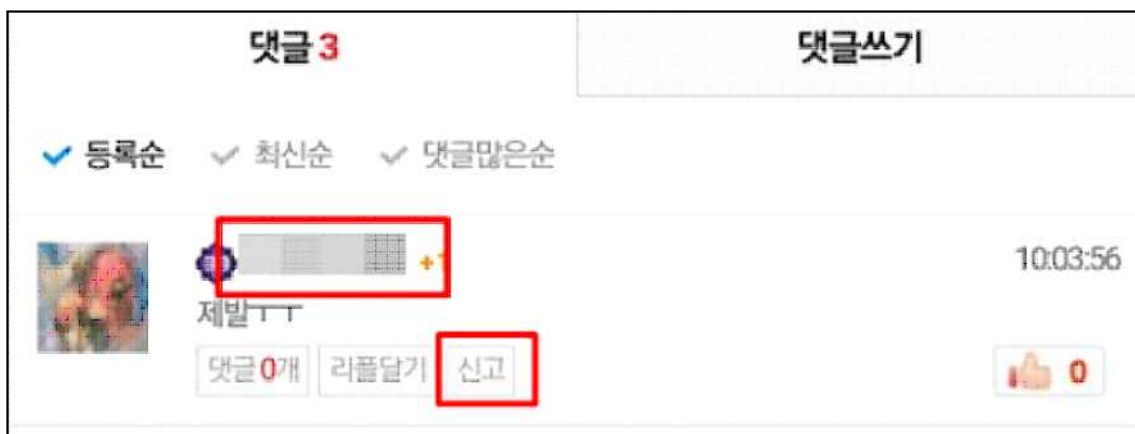 댓글 3 댓글쓰기
등록순 최신순 댓글많은순
+1 10:03:56
제발ㅜㅜ
댓글 0개 리플달기 신고 0